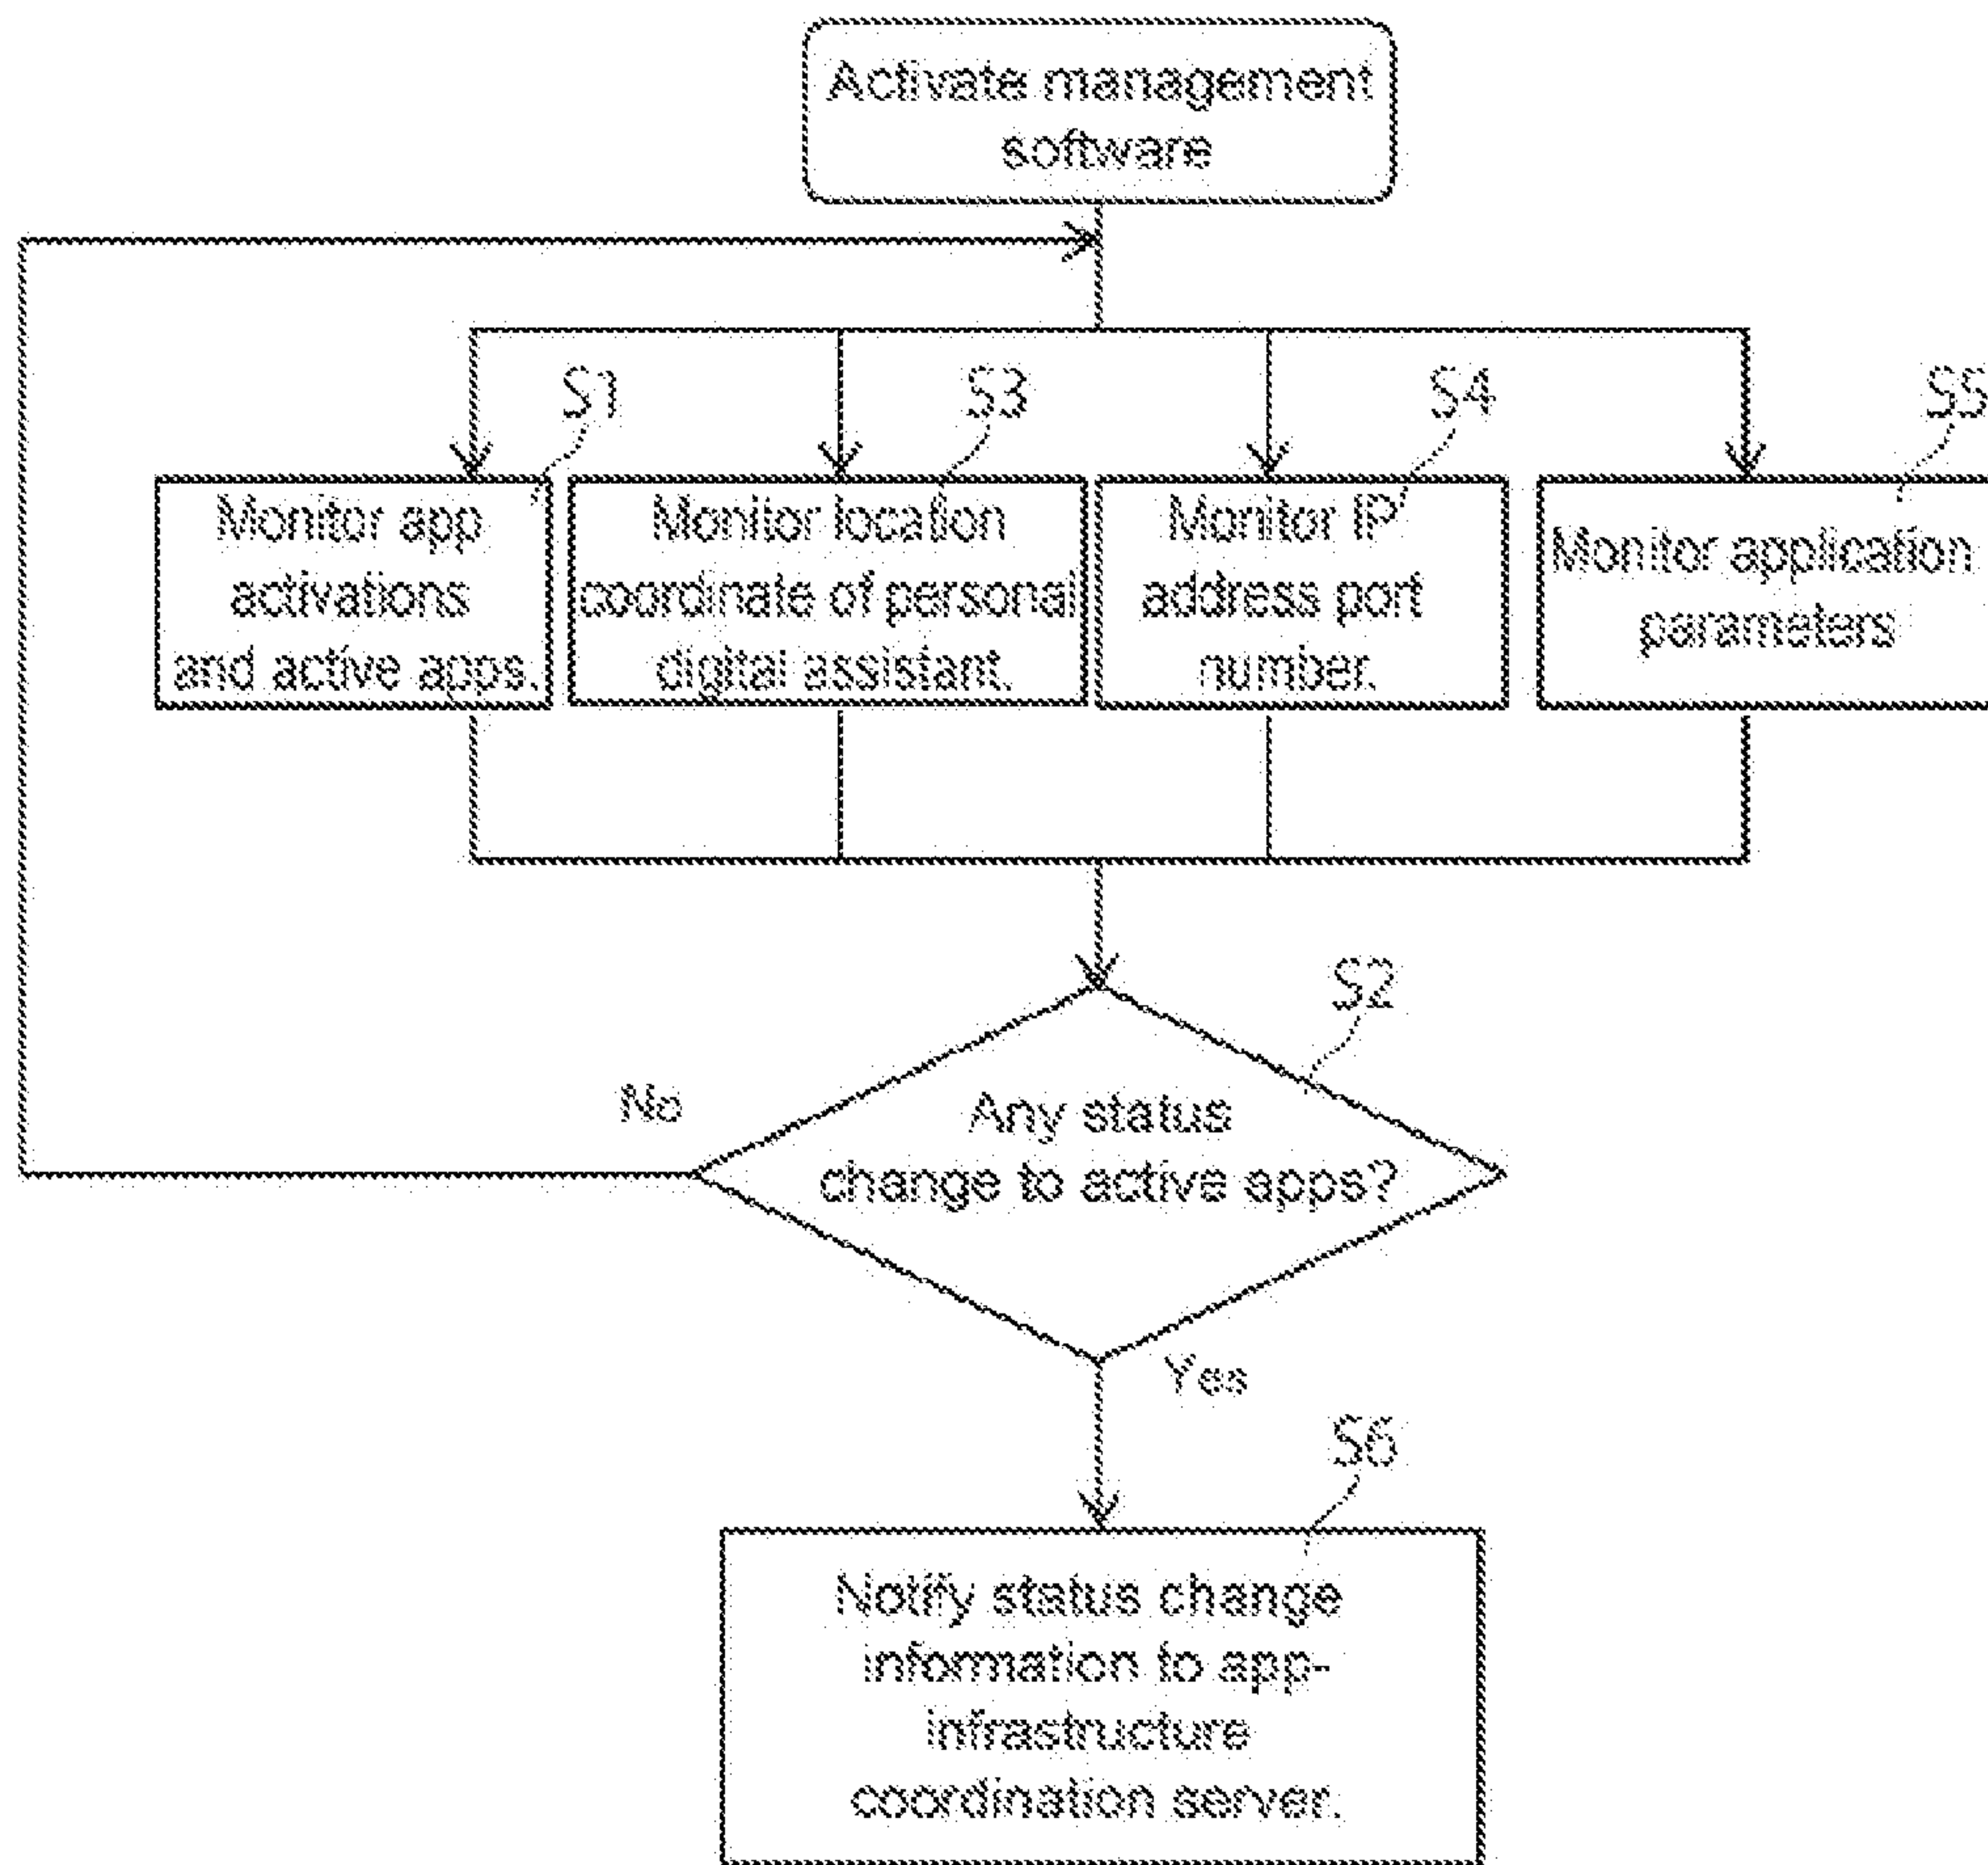 Activate management
software
S1
S3
S4
S5
Monitor app
activations
and active apps.
Monitor location
coordinate of personal
digital assistant.
Monitor IP
address port
number.
Monitor application
parameters
S2
No
Any status
change to active apps?
Yes
S6
Notify status change
information to app-
infrastructure
coordination server.